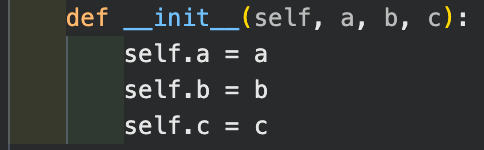 def __init__(self, a, b, c):
self.a = a
self.b = b
self.c = c